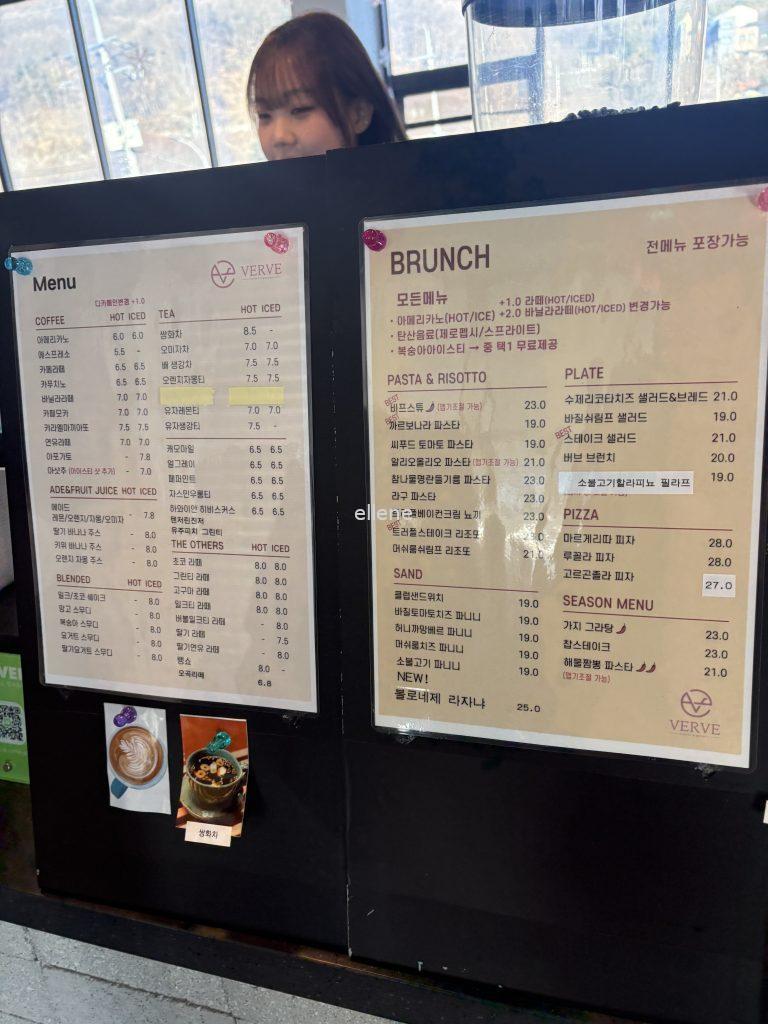 Menu
VERVE
디카페인변경 +1.0
COFFEE HOT ICED
아메리카노 6.0 6.0
에스프레소 5.5 -
카페라떼 6.5 6.5
카푸치노 6.5 6.5
바닐라라떼 7.0 7.0
카페모카 7.0 7.0
카라멜마끼아또 7.5 7.5
연유라떼 7.0 7.0
아포가토 - 7.8
아샷추 (아이스티 샷 추가) - 7.0
ADE&FRUIT JUICE HOT ICED
에이드
레몬/오렌지/자몽/오미자 - 7.8
딸기 바나나 주스 - 8.0
키위 바나나 주스 - 8.0
오렌지 자몽 주스 - 8.0
BLENDED HOT ICED
밀크/초코 쉐이크 - 8.0
망고 스무디 - 8.0
복숭아 스무디 - 8.0
요거트 스무디 - 8.0
딸기요거트 스무디 - 8.0
TEA HOT ICED
쌍화차 8.5 -
오미자차 7.0 7.0
배 생강차 7.5 7.5
오렌지자몽티 7.5 7.5
유자레몬티 7.0 7.0
유자생강티 7.5 -
캐모마일 6.5 6.5
얼그레이 6.5 6.5
페퍼민트 6.5 6.5
자스민우롱티 6.5 6.5
하와이안 히비스커스 6.5 6.5
탠저린진저
유주피치 그린티
THE OTHERS HOT ICED
초코 라떼 8.0 8.0
그린티 라떼 8.0 8.0
고구마 라떼 8.0 8.0
밀크티 라떼 8.0 8.0
버블밀크티 라떼 - 8.0
딸기 라떼 - 7.5
딸기연유 라떼 - 8.0
뱅쇼 8.0 -
오곡라떼 6.8
쌍화차
BRUNCH
전메뉴 포장가능
모든메뉴 +1.0 라떼(HOT/ICED)
· 아메리카노(HOT/ICE) +2.0 바닐라라떼(HOT/ICED) 변경가능
· 탄산음료(제로펩시/스프라이트)
· 복숭아아이스티 → 중 택1 무료제공
PASTA & RISOTTO
BEST
비프스튜 (맵기조절 가능) 23.0
BEST
까르보나라 파스타 19.0
씨푸드 토마토 파스타 23.0
알리오올리오 파스타 (맵기조절 가능) 21.0
참나물명란들기름 파스타 23.0
라구 파스타 23.0
베이컨크림 뇨끼 23.0
BEST
트러플스테이크 리조또 23.0
머쉬룸쉬림프 리조또 21.0
SAND
클럽샌드위치 19.0
바질토마토치즈 파니니 19.0
허니까망베르 파니니 19.0
머쉬룸치즈 파니니 19.0
소불고기 파니니 19.0
NEW!
볼로네제 라자냐 25.0
PLATE
수제리코타치즈 샐러드&브레드 21.0
바질쉬림프 샐러드 19.0
BEST
스테이크 샐러드 21.0
버브 브런치 20.0
소불고기할라피뇨 필라프 19.0
PIZZA
마르게리따 피자 28.0
루꼴라 피자 28.0
고르곤졸라 피자 27.0
SEASON MENU
가지 그라탕 23.0
찹스테이크 23.0
해물짬뽕 파스타 21.0
(맵기조절 가능)
VERVE
ellene